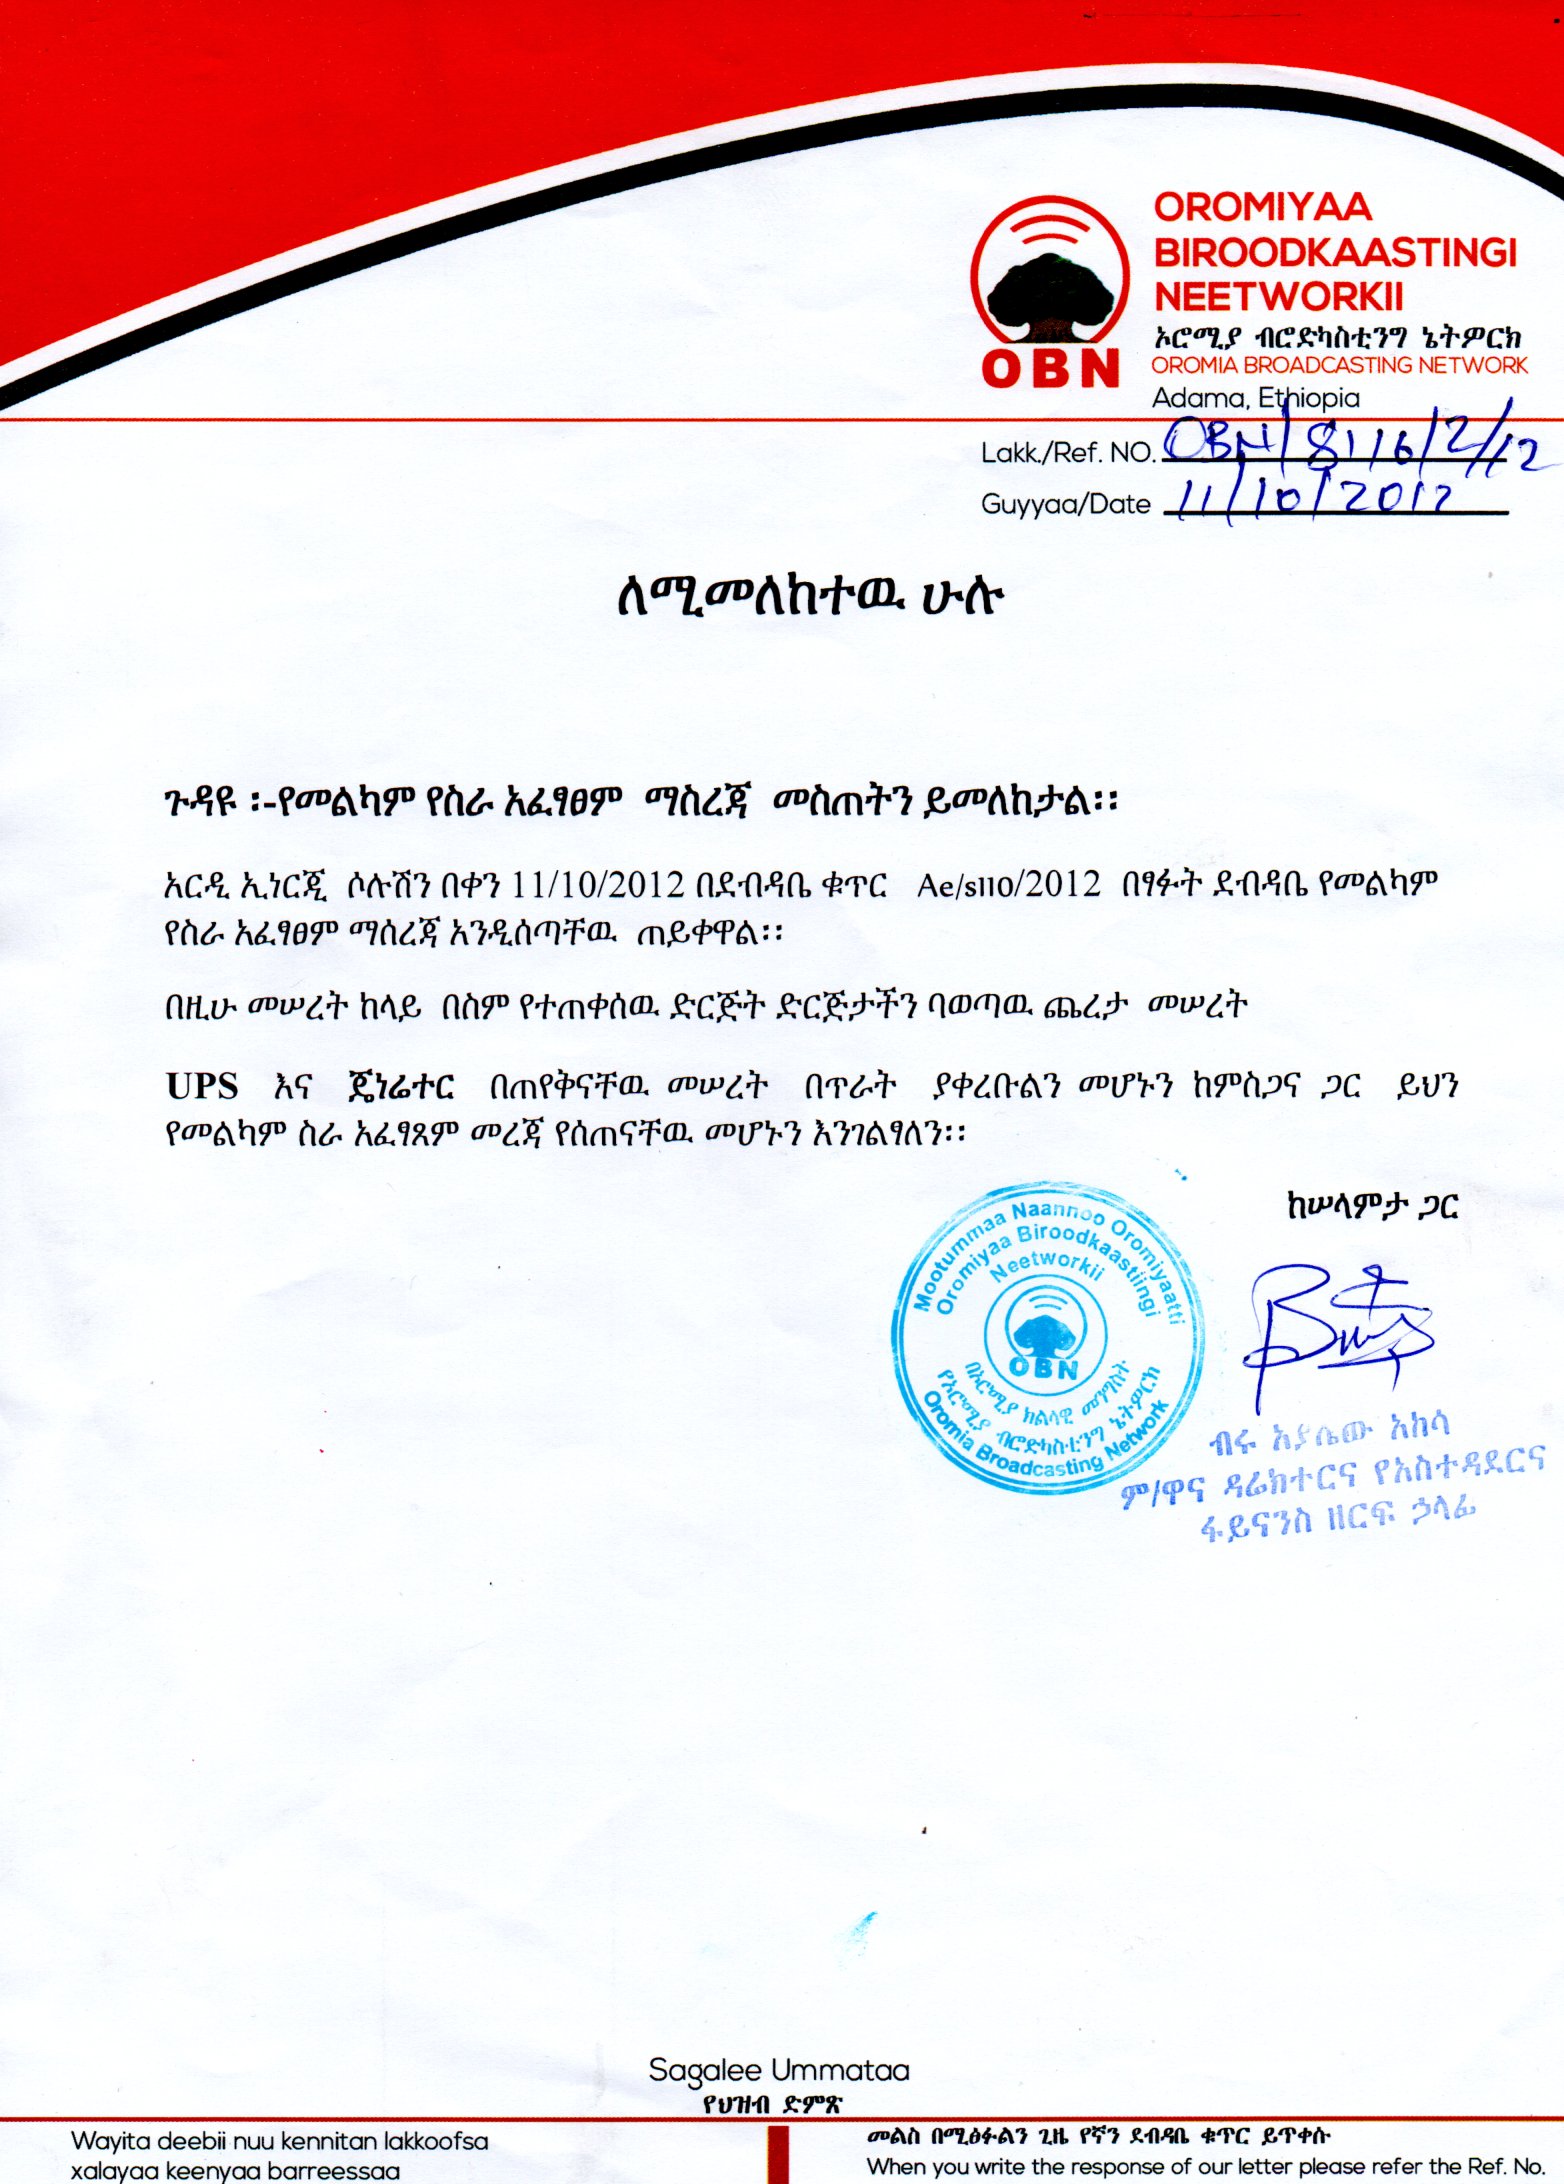 OROMIYAA
BIROODKAASTINGI
NEETWORKII
ኦሮሚያ ብሮድካስቲንግ ኔትዎርክ
OROMIA BROADCASTING NETWORK
Adama, Ethiopia
OBN
Lakk./Ref. NO. OBN/8116/2/12
Guyyaa/Date 11/10/2012
ለሚመለከተዉ ሁሉ
ጉዳዩ ፡-የመልካም የስራ አፈፃፀም ማስረጃ መስጠትን ይመለከታል፡፡
አርዲ ኢነርጂ ሶሉሽን በቀን 11/10/2012 በደብዳቤ ቁጥር Ae/s110/2012 በፃፉት ደብዳቤ የመልካም
የስራ አፈፃፀም ማሰረጃ እንዲሰጣቸዉ ጠይቀዋል፡፡
በዚሁ መሠረት ከላይ በስም የተጠቀሰዉ ድርጅት ድርጅታችን ባወጣዉ ጨረታ መሠረት
UPS እና ጄነሬተር በጠየቅናቸዉ መሠረት በጥራት ያቀረቡልን መሆኑን ከምስጋና ጋር ይህን
የመልካም ስራ አፈፃጸም መረጃ የሰጠናቸዉ መሆኑን እንገልፃለን፡፡
ከሠላምታ ጋር
Mootummaa Naannoo Oromiyaatti
Oromiyaa Biroodkaastiingi
Neetworkii
OBN
በኦሮሚያ ክልላዊ መንግስት
የኦሮሚያ ብሮድካስቲንግ ኔትዎርክ
Oromia Broadcasting Network
ብሩ አያሌው አከሳ
ም/ዋና ዳሬክተርና የአስተዳደርና
ፋይናንስ ዘርፍ ኃላፊ
Sagalee Ummataa
የህዝብ ድምጽ
Wayita deebii nuu kennitan lakkoofsa
xalayaa keenyaa barreessaa
መልስ በሚፅፉልን ጊዜ የኛን ደብዳቤ ቁጥር ይጥቀሱ
When you write the response of our letter please refer the Ref. No.